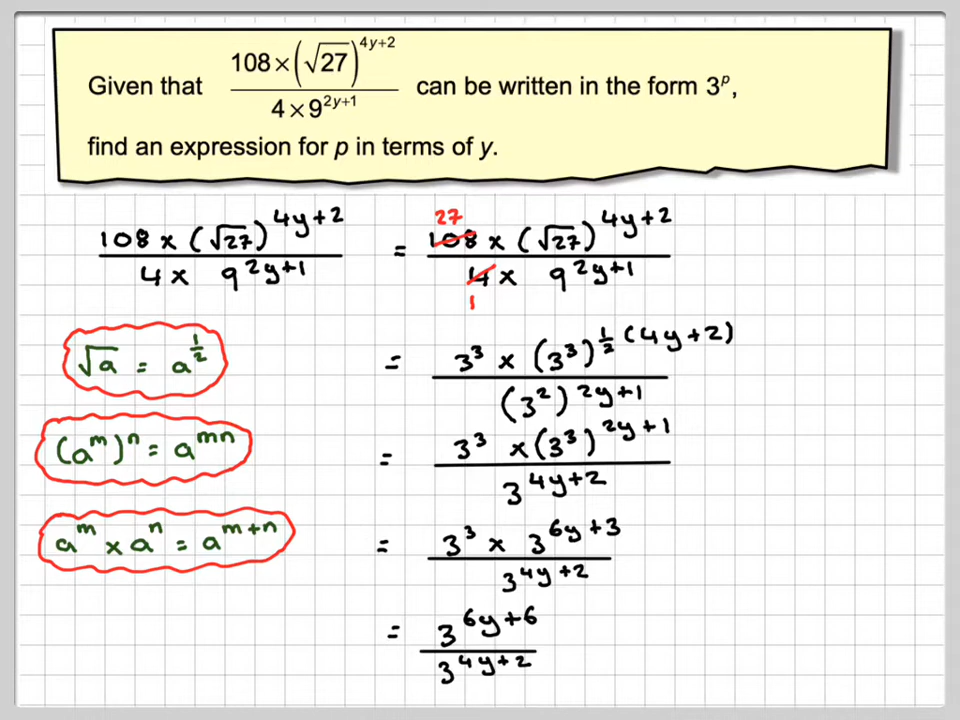 Given that 108×(√27)^(4y+2) / 4×9^(2y+1) can be written in the form 3^p,
find an expression for p in terms of y.
108 × (√27)^(4y+2) / 4 × 9^(2y+1) = 27 108 × (√27)^(4y+2) / 4 × 9^(2y+1) 1
√a = a^(1/2)
= 3^3 × (3^3)^(1/2 (4y+2)) / (3^2)^(2y+1)
(a^m)^n = a^(mn)
= 3^3 × (3^3)^(2y+1) / 3^(4y+2)
a^m × a^n = a^(m+n)
= 3^3 × 3^(6y+3) / 3^(4y+2)
= 3^(6y+6) / 3^(4y+2)